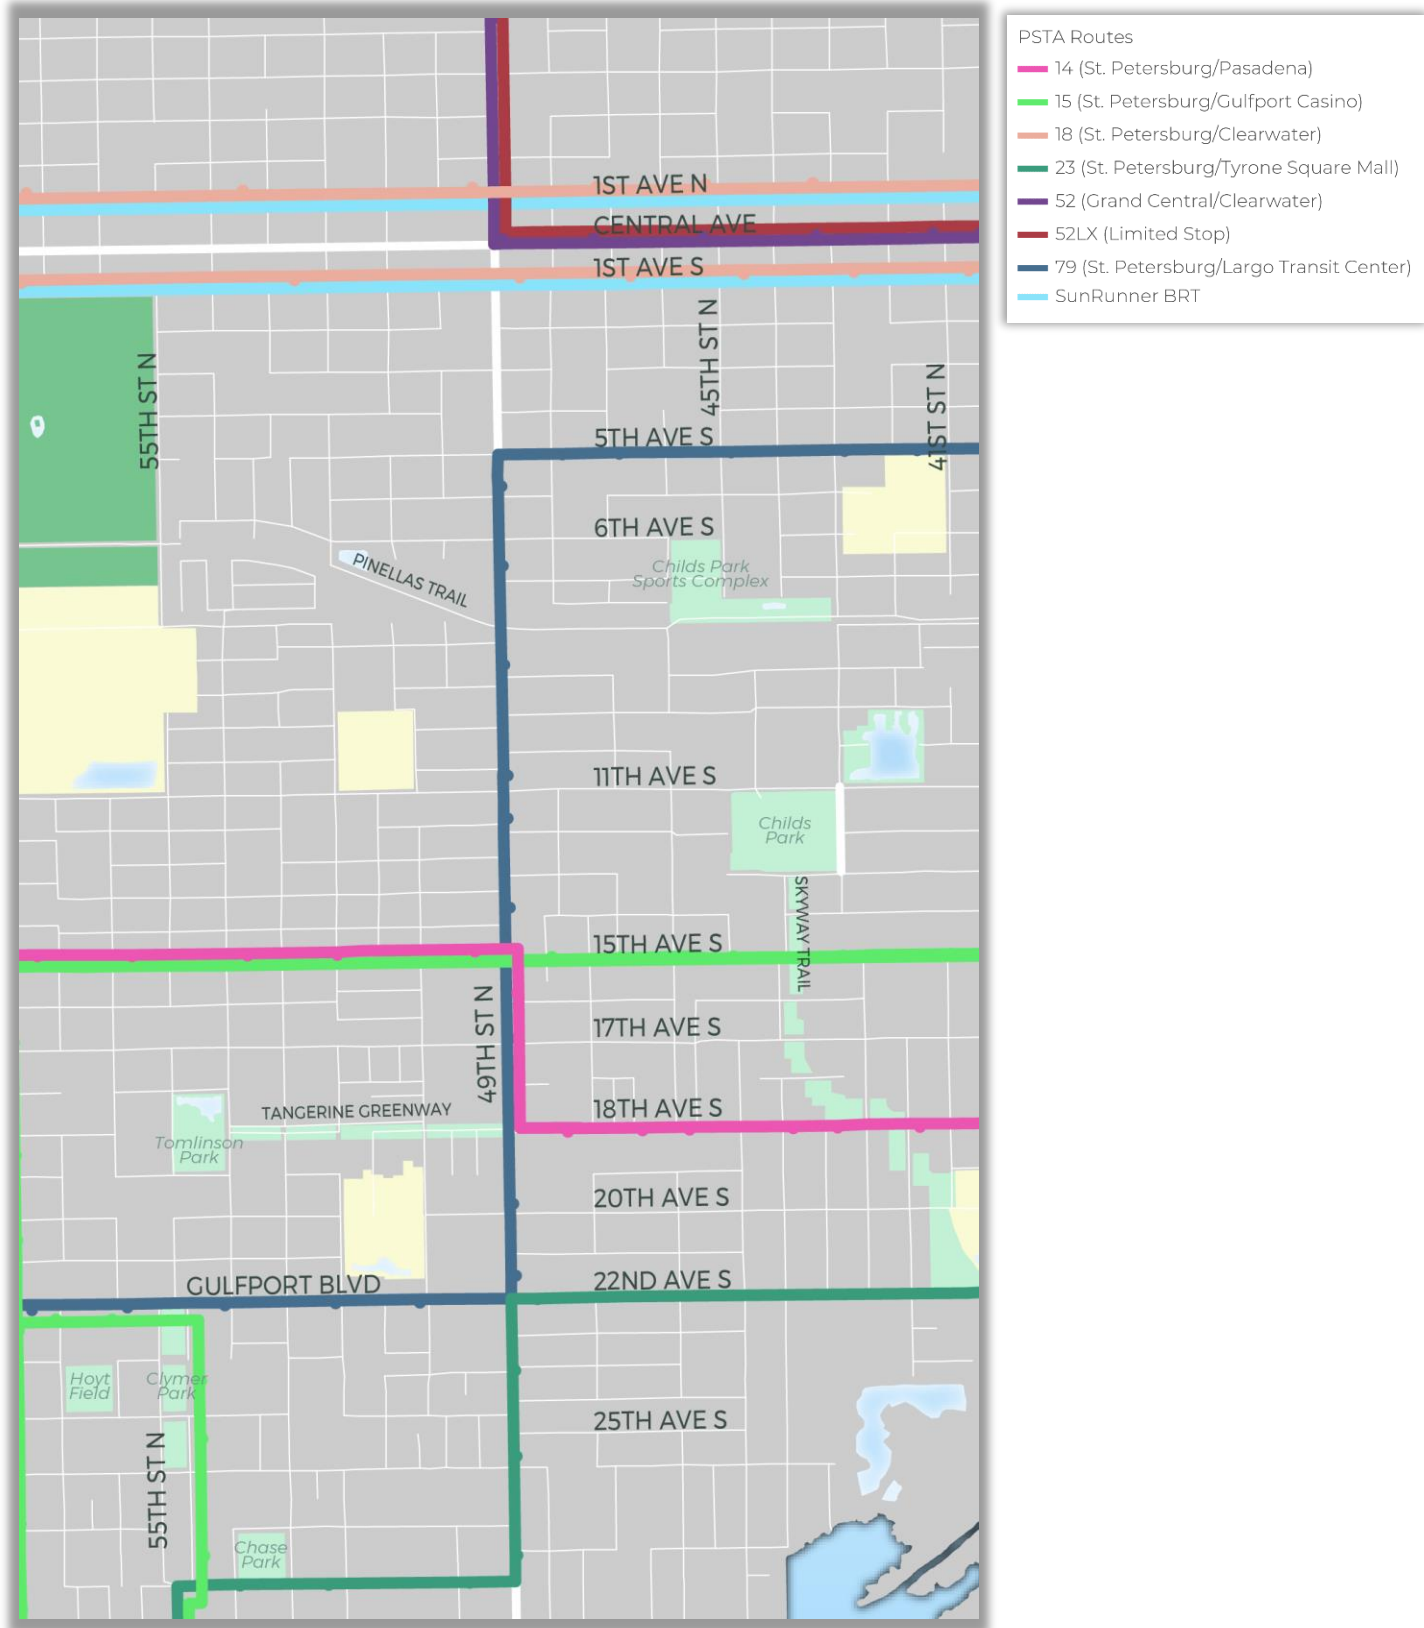 PSTA Routes
14 (St. Petersburg/Pasadena)
15 (St. Petersburg/Gulfport Casino)
18 (St. Petersburg/Clearwater)
23 (St. Petersburg/Tyrone Square Mall)
52 (Grand Central/Clearwater)
52LX (Limited Stop)
79 (St. Petersburg/Largo Transit Center)
SunRunner BRT
1ST AVE N
CENTRAL AVE
1ST AVE S
45TH ST N
55TH ST N
41ST ST N
5TH AVE S
6TH AVE S
PINELLAS TRAIL
Childs Park
Sports Complex
11TH AVE S
Childs
Park
SKYWAY TRAIL
15TH AVE S
49TH ST N
17TH AVE S
TANGERINE GREENWAY
18TH AVE S
Tomlinson
Park
20TH AVE S
GULFPORT BLVD
22ND AVE S
Hoyt
Field
Clymer
Park
25TH AVE S
55TH ST N
Chase
Park